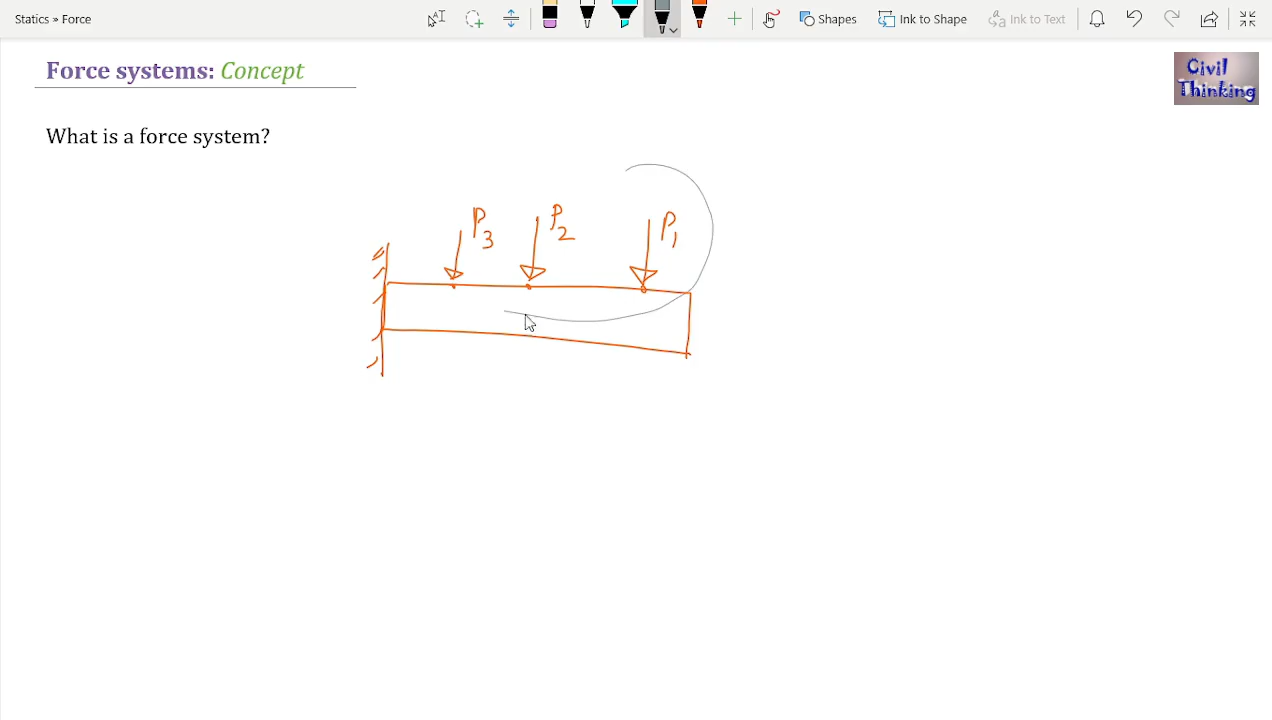 Statics » Force
Shapes
Ink to Shape
Ink to Text
Force systems: Concept
Civil
Thinking
What is a force system?
P3
P2
P1